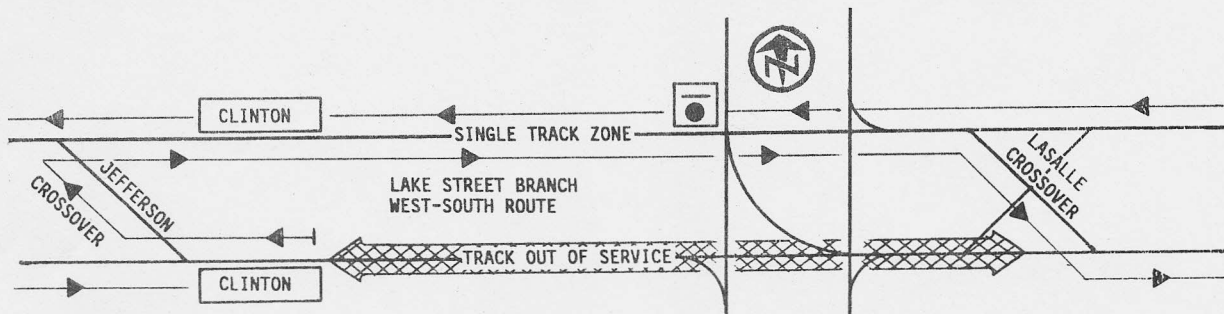 CLINTON
SINGLE TRACK ZONE
JEFFERSON
CROSSOVER
LAKE STREET BRANCH
WEST-SOUTH ROUTE
LASALLE
CROSSOVER
TRACK OUT OF SERVICE
CLINTON
N